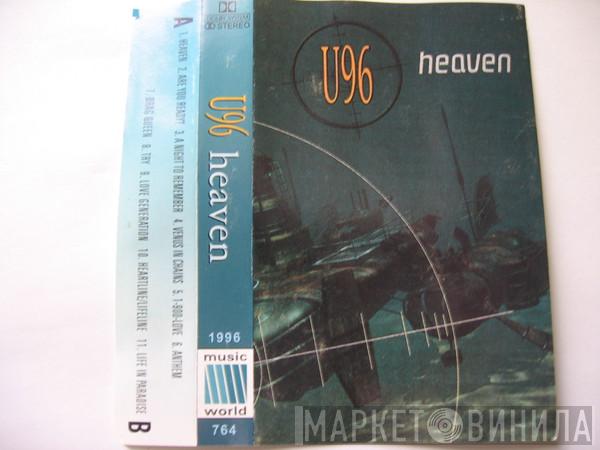 A
1. HEAVEN 2. ARE YOU READY? 3. A NIGHT TO REMEMBER 4. VENUS IN CHAINS 5. 1-900-LOVE 6. ANTHEM
7. DRAG QUEEN 8. TRY 9. LOVE GENERATION 10. HEARTLINE/LIFELINE 11. LIFE IN PARADISE
B
DOLBY SYSTEM
STEREO
U96 heaven
1996
music
world
764
U96
heaven
МАРКЕТ ВИНИЛА